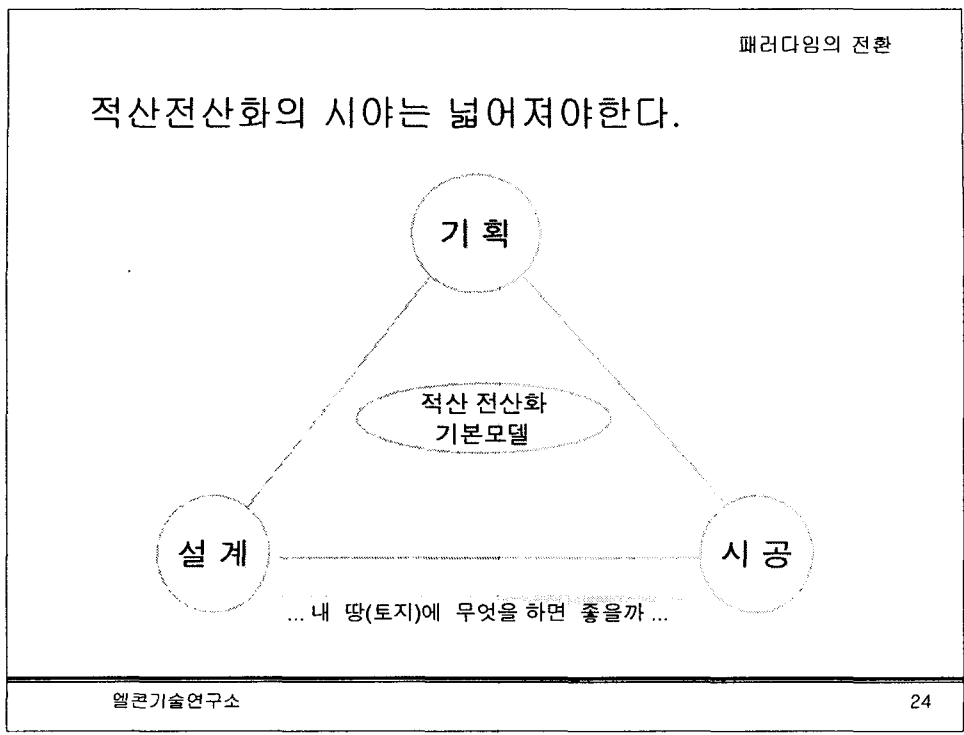 패러다임의 전환
적산전산화의 시야는 넓어져야한다.
기 획
적산 전산화
기본모델
설 계
시 공
... 내 땅(토지)에 무엇을 하면 좋을까 ...
엘콘기술연구소
24